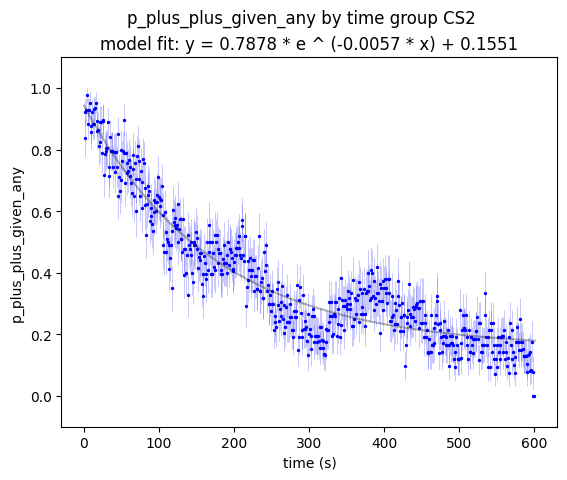 p_plus_plus_given_any by time group CS2
model fit: y = 0.7878 * e ^ (-0.0057 * x) + 0.1551
1.0
0.8
0.6
0.4
0.2
0.0
p_plus_plus_given_any
0 100 200 300 400 500 600
time (s)